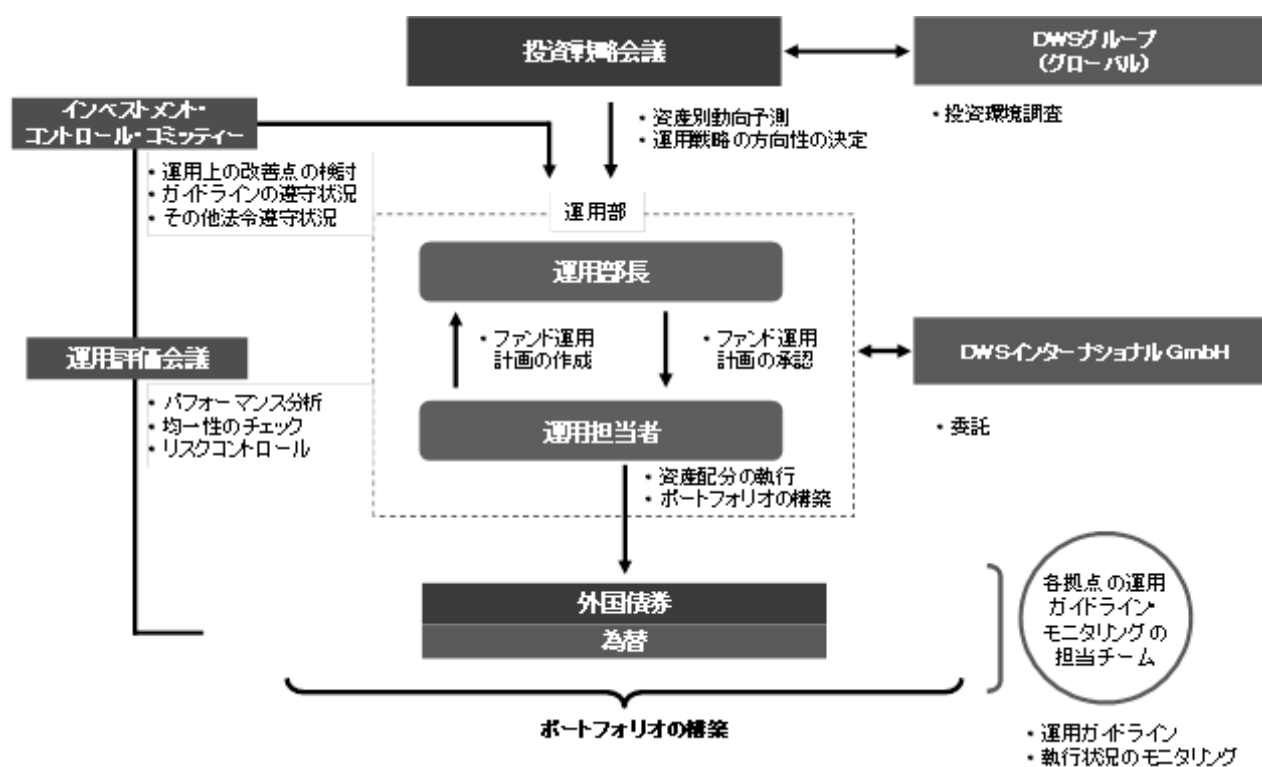 投資戦略会議
DWSグループ
(グローバル)
・投資環境調査
・資産別動向予測
・運用戦略の方向性の決定
インベストメント・
コントロール・コミッティー
・運用上の改善点の検討
・ガイドラインの遵守状況
・その他法令遵守状況
運用部
運用部長
・ファンド運用
計画の作成
・ファンド運用
計画の承認
運用評価会議
DWSインターナショナルGmbH
・パフォーマンス分析
・均一性のチェック
・リスクコントロール
運用担当者
・委託
・資産配分の執行
・ポートフォリオの構築
外国債券
為替
各拠点の運用
ガイドライン・
モニタリングの
担当チーム
ポートフォリオの構築
・運用ガイドライン
・執行状況のモニタリング